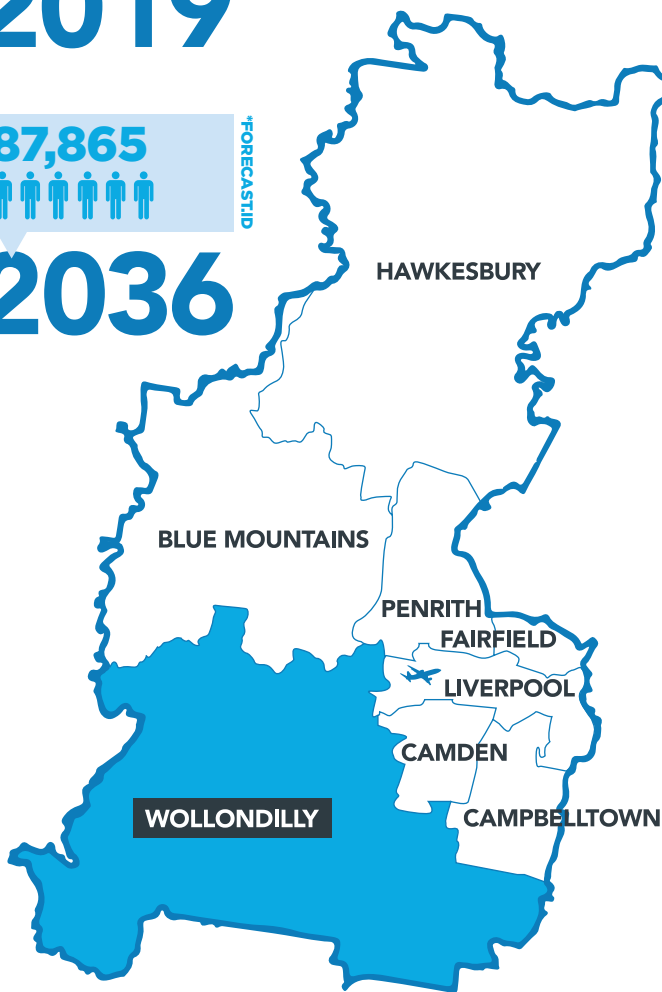 2019
87,865
*FORECAST.ID
2036
HAWKESBURY
BLUE MOUNTAINS
PENRITH
FAIRFIELD
LIVERPOOL
CAMDEN
WOLLONDILLY
CAMPBELLTOWN